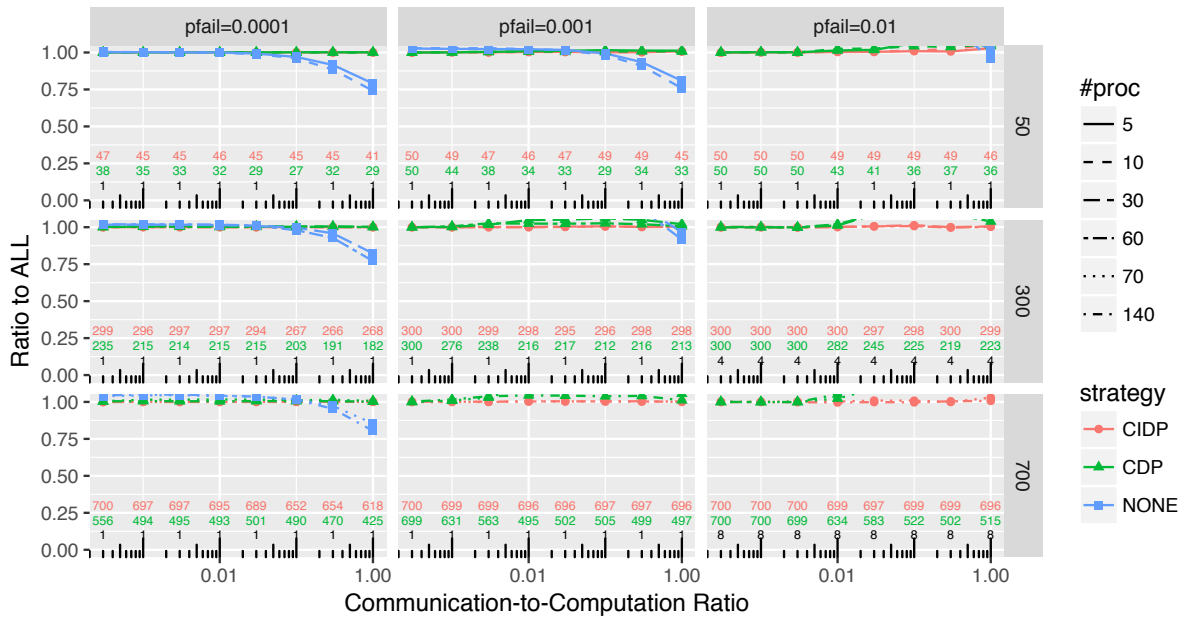 pfail=0.0001 pfail=0.001 pfail=0.01
1.00
0.75
0.50
0.25
0.00
47 45 45 46 45 45 45 41
38 35 33 32 29 27 32 29
1 1 1 1 1 1 1 1
50 49 47 46 47 49 49 45
50 44 38 34 33 29 34 33
1 1 1 1 1 1 1 1
50 50 50 49 49 49 49 46
50 50 50 43 41 36 37 36
1 1 1 1 1 1 1 1
50
1.00
0.75
0.50
0.25
0.00
299 296 297 297 294 267 266 268
235 215 214 215 215 203 191 182
1 1 1 1 1 1 1 1
300 300 299 298 295 296 298 298
300 276 238 216 217 212 216 213
1 1 1 1 1 1 1 1
300 300 300 300 297 298 300 299
300 300 300 282 245 225 219 223
4 4 4 4 4 4 4 4
300
1.00
0.75
0.50
0.25
0.00
700 697 697 695 689 652 654 618
556 494 495 493 501 490 470 425
1 1 1 1 1 1 1 1
700 699 699 698 697 699 697 696
699 631 563 495 502 505 499 497
1 1 1 1 1 1 1 1
700 700 700 699 697 699 699 696
700 700 699 634 583 522 502 515
8 8 8 8 8 8 8 8
700
0.01 1.00 0.01 1.00 0.01 1.00
Communication-to-Computation Ratio
Ratio to ALL
#proc
5
10
30
60
70
140
strategy
CIDP
CDP
NONE